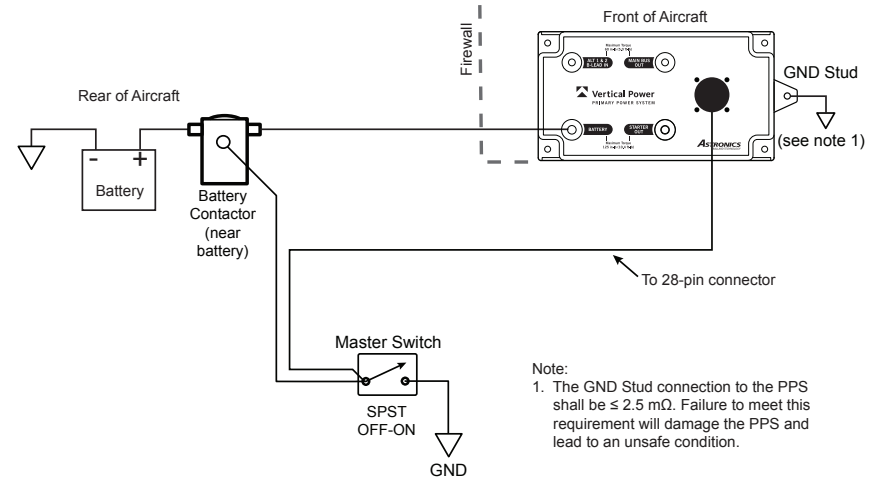 Front of Aircraft
Firewall
Rear of Aircraft
ALT 1 & 2
B-LEAD IN
MAIN BUS
OUT
GND Stud
Vertical Power
PRIMARY POWER SYSTEM
BATTERY
STARTER
OUT
Maximum Torque
ASTRONICS
(see note 1)
- +
Battery
Battery
Contactor
(near
battery)
To 28-pin connector
Master Switch
SPST
OFF-ON
GND
Note:
1. The GND Stud connection to the PPS
shall be ≤ 2.5 mΩ. Failure to meet this
requirement will damage the PPS and
lead to an unsafe condition.